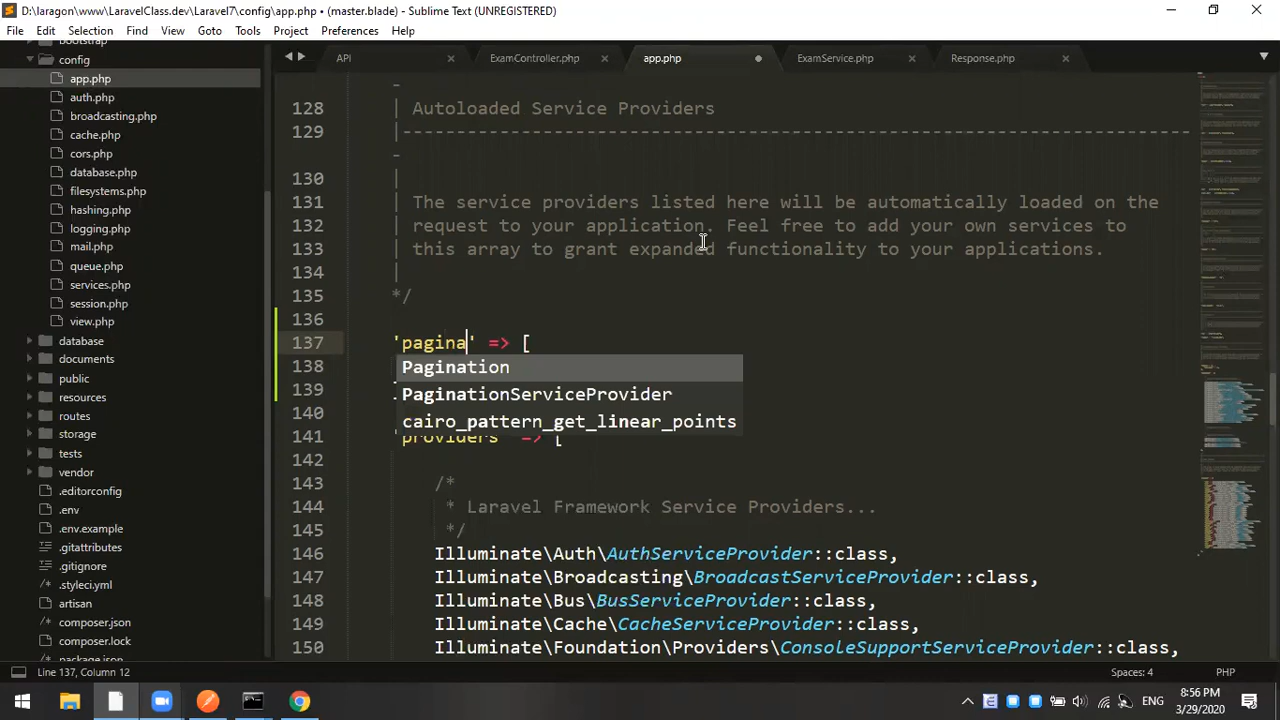 D:\laragon\www\LaravelClass.dev\Laravel7\config\app.php • (master.blade) - Sublime Text (UNREGISTERED)
File Edit Selection Find View Goto Tools Project Preferences Help
bootstrap
config
app.php
auth.php
broadcasting.php
cache.php
cors.php
database.php
filesystems.php
hashing.php
logging.php
mail.php
queue.php
services.php
session.php
view.php
database
documents
public
resources
routes
storage
tests
vendor
.editorconfig
.env
.env.example
.gitattributes
.gitignore
.styleci.yml
artisan
composer.json
composer.lock
package.json
API ExamController.php app.php ExamService.php Response.php
-
128 | Autoloaded Service Providers
129 |-------------------------------------------------------------------------
-
130 |
131 | The service providers listed here will be automatically loaded on the
132 | request to your application. Feel free to add your own services to
133 | this array to grant expanded functionality to your applications.
134 |
135 */
136
137 'pagina' => [
138 Pagination
139 PaginationServiceProvider
140 cairo_pattern_get_linear_points
141 'providers' => [
142
143 /*
144 * Laravel Framework Service Providers...
145 */
146 Illuminate\Auth\AuthServiceProvider::class,
147 Illuminate\Broadcasting\BroadcastServiceProvider::class,
148 Illuminate\Bus\BusServiceProvider::class,
149 Illuminate\Cache\CacheServiceProvider::class,
150 Illuminate\Foundation\Providers\ConsoleSupportServiceProvider::class,
Line 137, Column 12 Spaces: 4 PHP
ENG 8:56 PM
3/29/2020